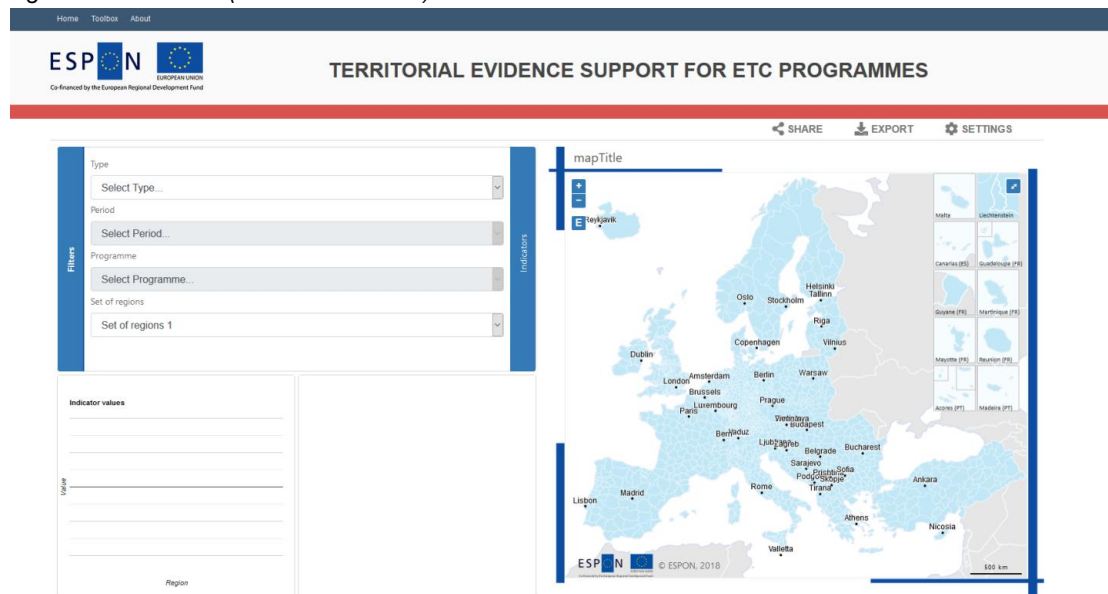 Home Toolbox About
ESPON
EUROPEAN UNION
Co-financed by the European Regional Development Fund
TERRITORIAL EVIDENCE SUPPORT FOR ETC PROGRAMMES
SHARE EXPORT SETTINGS
Filters
Type
Select Type...
Period
Select Period...
Programme
Select Programme...
Set of regions
Set of regions 1
Indicators
Indicator values
Value
Region
mapTitle
+
−
E
Reykjavik
Malta
Liechtenstein
Canarias (ES)
Guadeloupe (FR)
Guyane (FR)
Martinique (FR)
Mayotte (FR)
Reunion (FR)
Acores (PT)
Madeira (PT)
Helsinki
Tallinn
Oslo
Stockholm
Riga
Copenhagen
Vilnius
Dublin
Amsterdam
Berlin
Warsaw
London
Brussels
Luxembourg
Prague
Paris
Budapest
Bern
Vaduz
Ljubljana
Zagreb
Belgrade
Bucharest
Sarajevo
Sofia
Prishtina
Skopje
Tirana
Rome
Madrid
Lisbon
Ankara
Athens
Nicosia
Valletta
ESPON
© ESPON, 2018
500 km